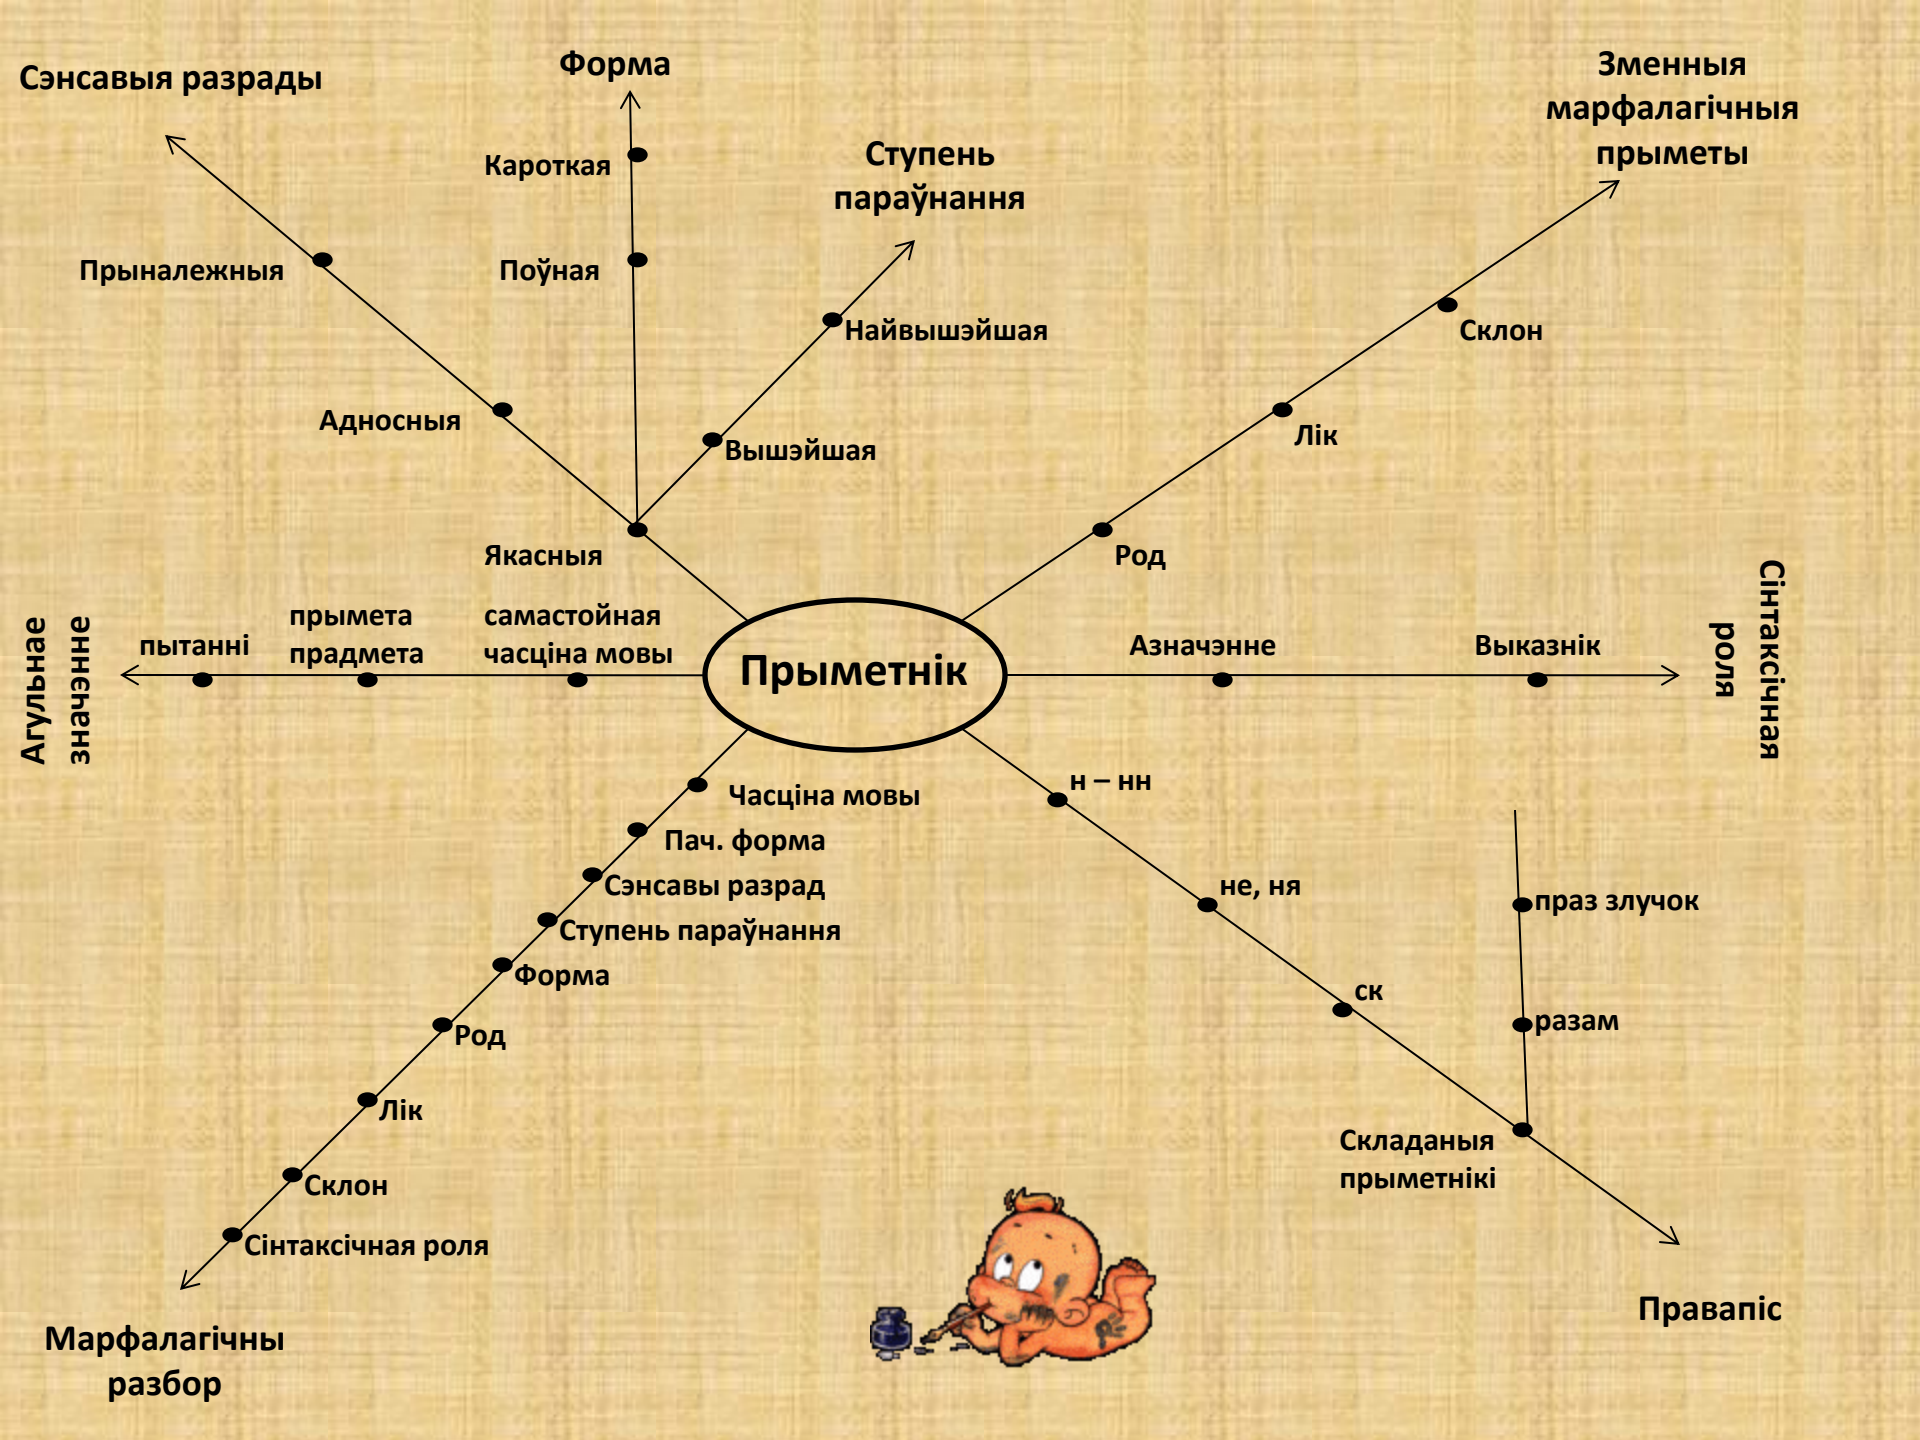 Сэнсавыя разрады
Форма
Зменныя
марфалагічныя
прыметы
Кароткая
Ступень
параўнання
Прыналежныя
Поўная
Найвышэйшая
Склон
Адносныя
Вышэйшая
Лік
Якасныя
Род
Агульнае
значэнне
пытанні
прымета
прадмета
самастойная
часціна мовы
Прыметнік
Азначэнне
Выказнік
Сінтаксічная
роля
Часціна мовы
Пач. форма
Сэнсавы разрад
Ступень параўнання
Форма
Род
Лік
Склон
Сінтаксічная роля
Марфалагічны
разбор
н – нн
не, ня
ск
праз злучок
разам
Складаныя
прыметнікі
Правапіс